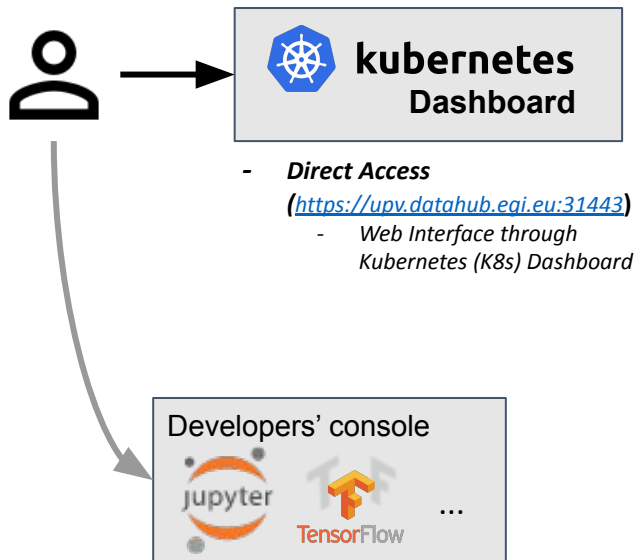 kubernetes
Dashboard
- Direct Access
(https://upv.datahub.egi.eu:31443)
- Web Interface through
Kubernetes (K8s) Dashboard
Developers’ console
jupyter
TF
TensorFlow
...